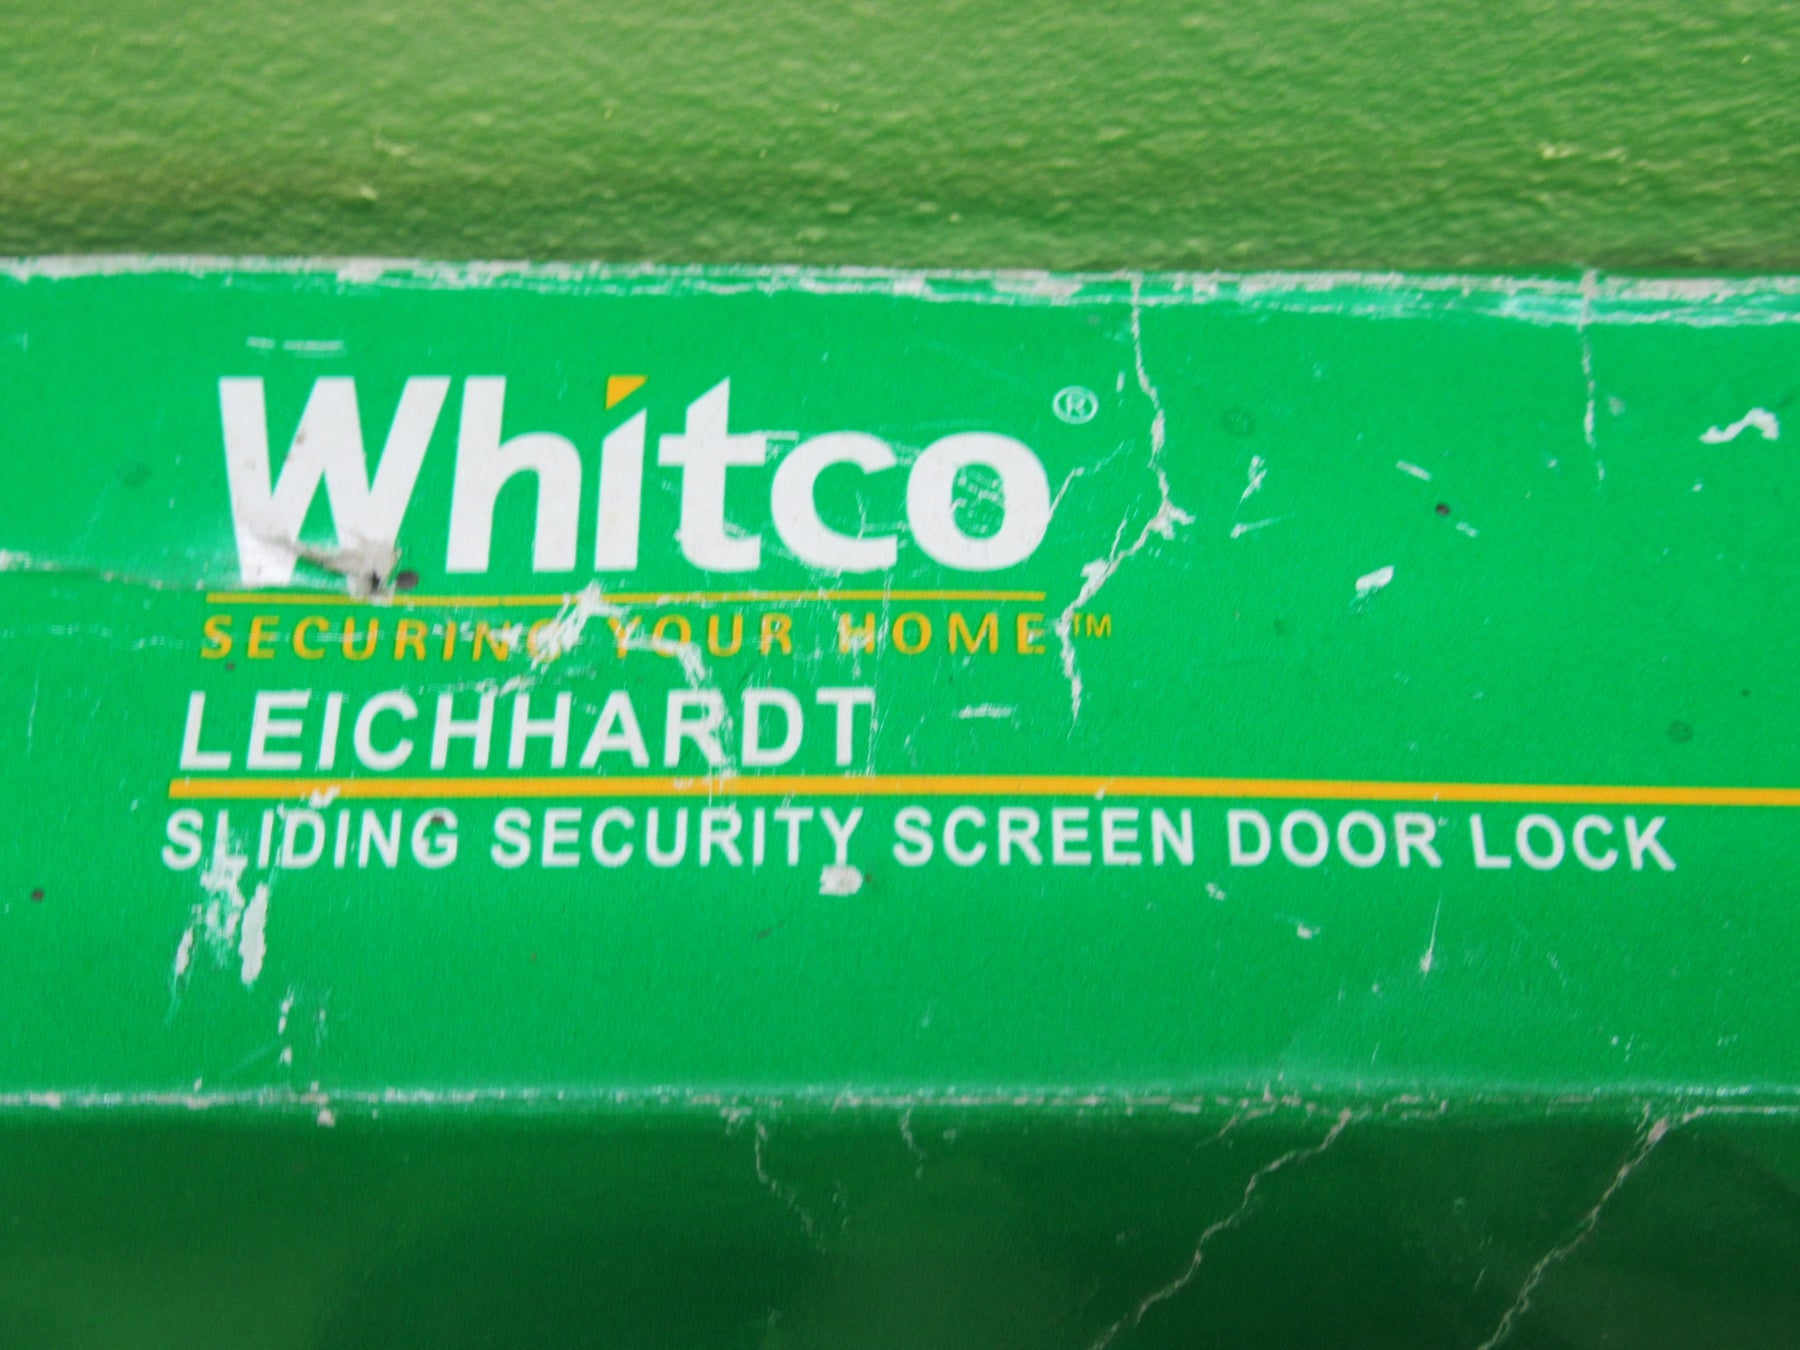 Whitco®
SECURING YOUR HOME™
LEICHHARDT
SLIDING SECURITY SCREEN DOOR LOCK